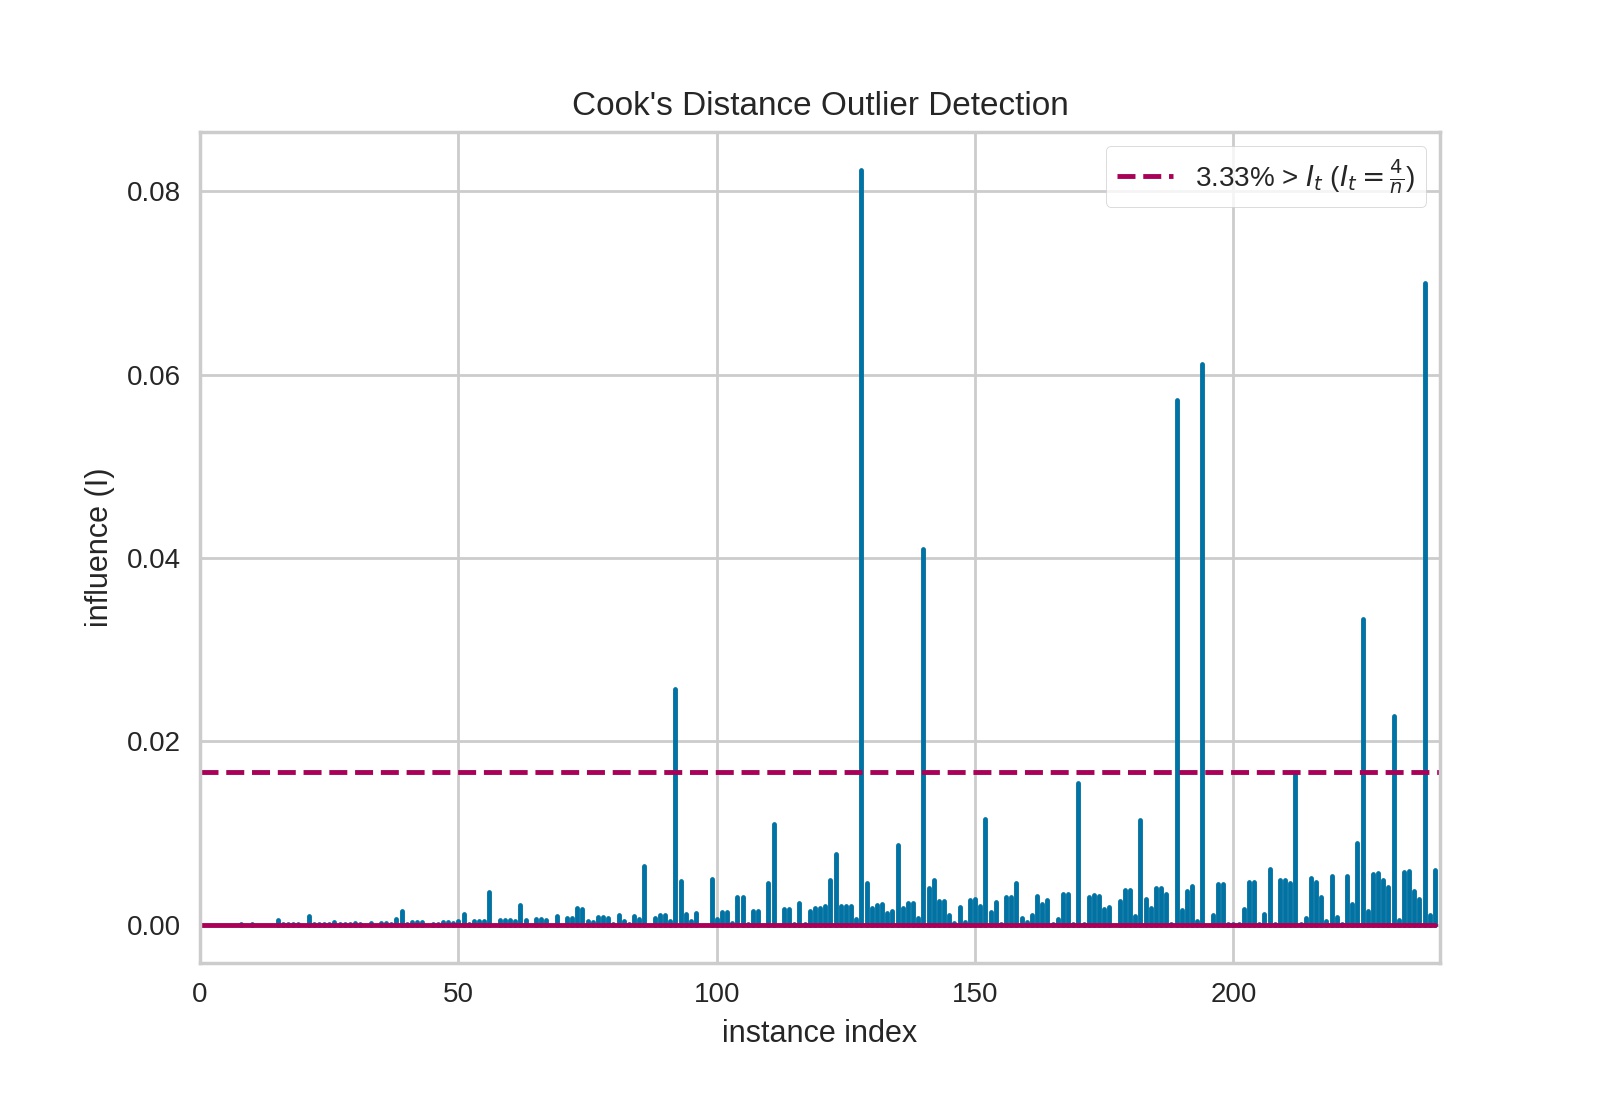 Cook's Distance Outlier Detection
3.33% > I_t (I_t = 4/n)
0.08
0.06
0.04
0.02
0.00
influence (I)
0 50 100 150 200
instance index